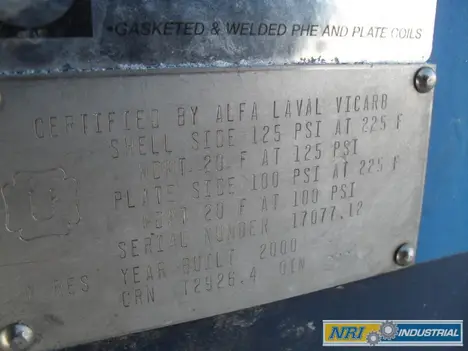 •GASKETED & WELDED PHE AND PLATE COILS
CERTIFIED BY ALFA LAVAL VICARB
SHELL SIDE 125 PSI AT 225 F
MDMT-20 F AT 125 PSI
PLATE SIDE 100 PSI AT 225 F
MDMT 20 F AT 100 PSI
SERIAL NUMBER 17077.12
YEAR BUILT 2000
CRN T2926.4
NRI INDUSTRIAL